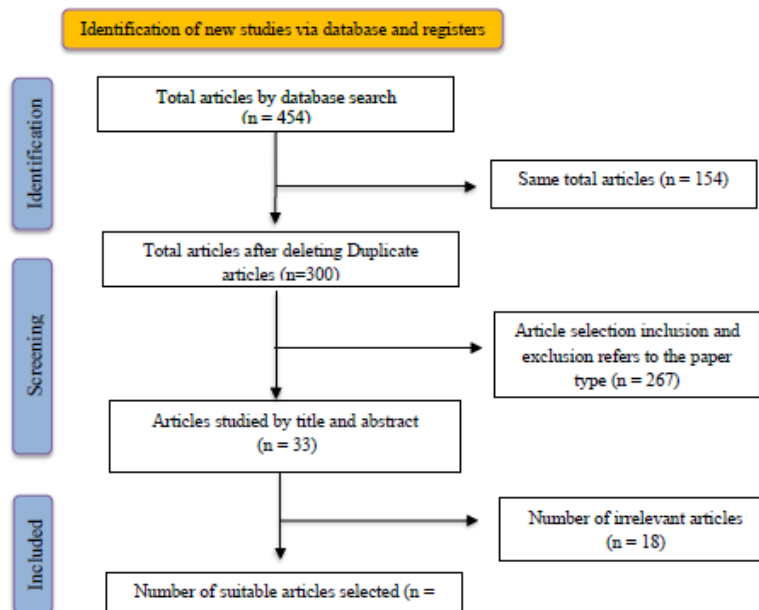 Identification of new studies via database and registers
Identification
Total articles by database search
(n = 454)
Same total articles (n = 154)
Total articles after deleting Duplicate
articles (n=300)
Screening
Article selection inclusion and
exclusion refers to the paper
type (n = 267)
Articles studied by title and abstract
(n = 33)
Included
Number of irrelevant articles
(n = 18)
Number of suitable articles selected (n =